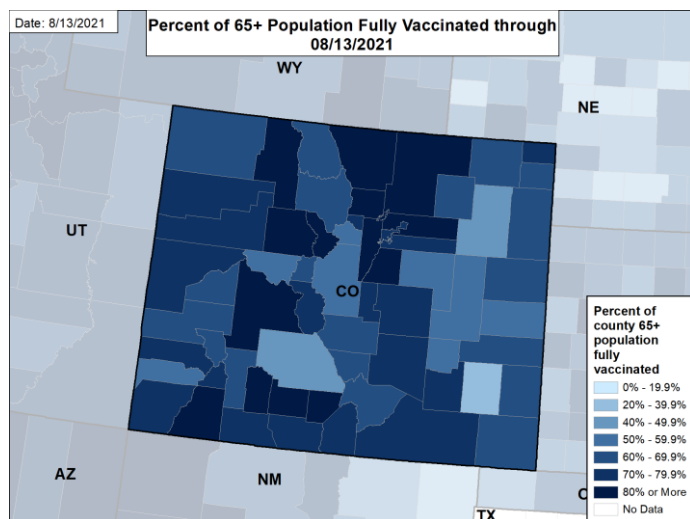 Date: 8/13/2021
Percent of 65+ Population Fully Vaccinated through
08/13/2021
WY
NE
UT
CO
AZ
NM
TX
Percent of
county 65+
population
fully
vaccinated
0% - 19.9%
20% - 39.9%
40% - 49.9%
50% - 59.9%
60% - 69.9%
70% - 79.9%
80% or More
No Data